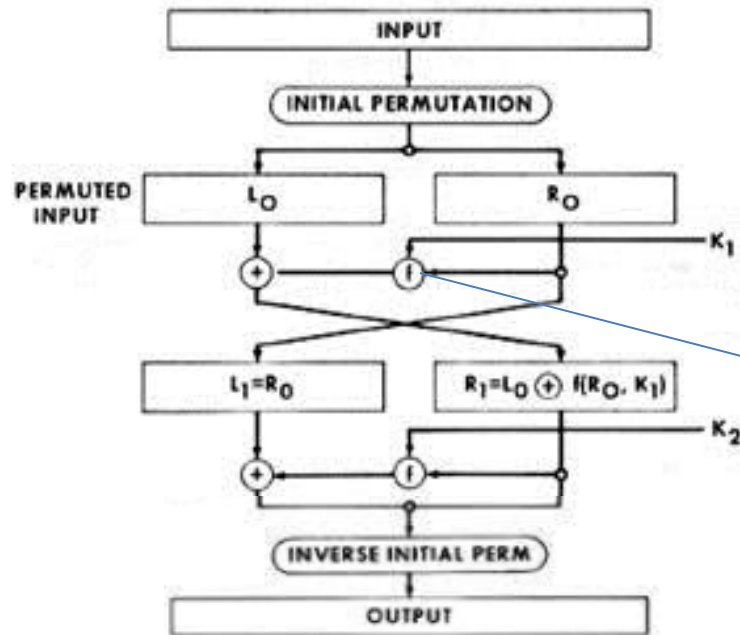 INPUT
INITIAL PERMUTATION
PERMUTED
INPUT
L0
R0
K1
+
f
L1=R0
R1=L0 ⊕ f(R0, K1)
K2
+
f
INVERSE INITIAL PERM
OUTPUT